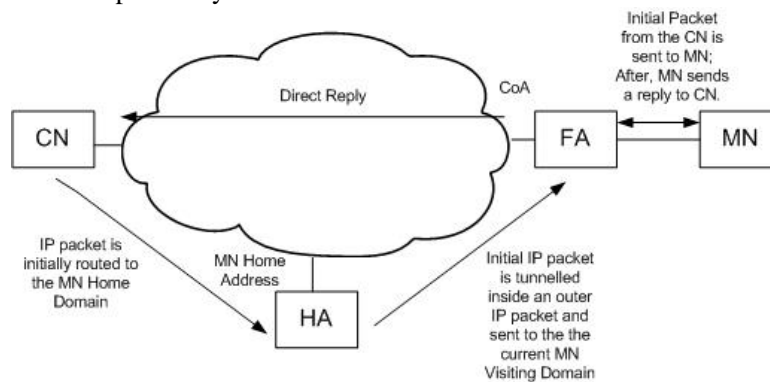 Initial Packet
from the CN is
sent to MN;
After, MN sends
a reply to CN.
Direct Reply
CoA
CN
FA
MN
IP packet is
initially routed to
the MN Home
Domain
MN Home
Address
HA
Initial IP packet
is tunnelled
inside an outer
IP packet and
sent to the the
current MN
Visiting Domain